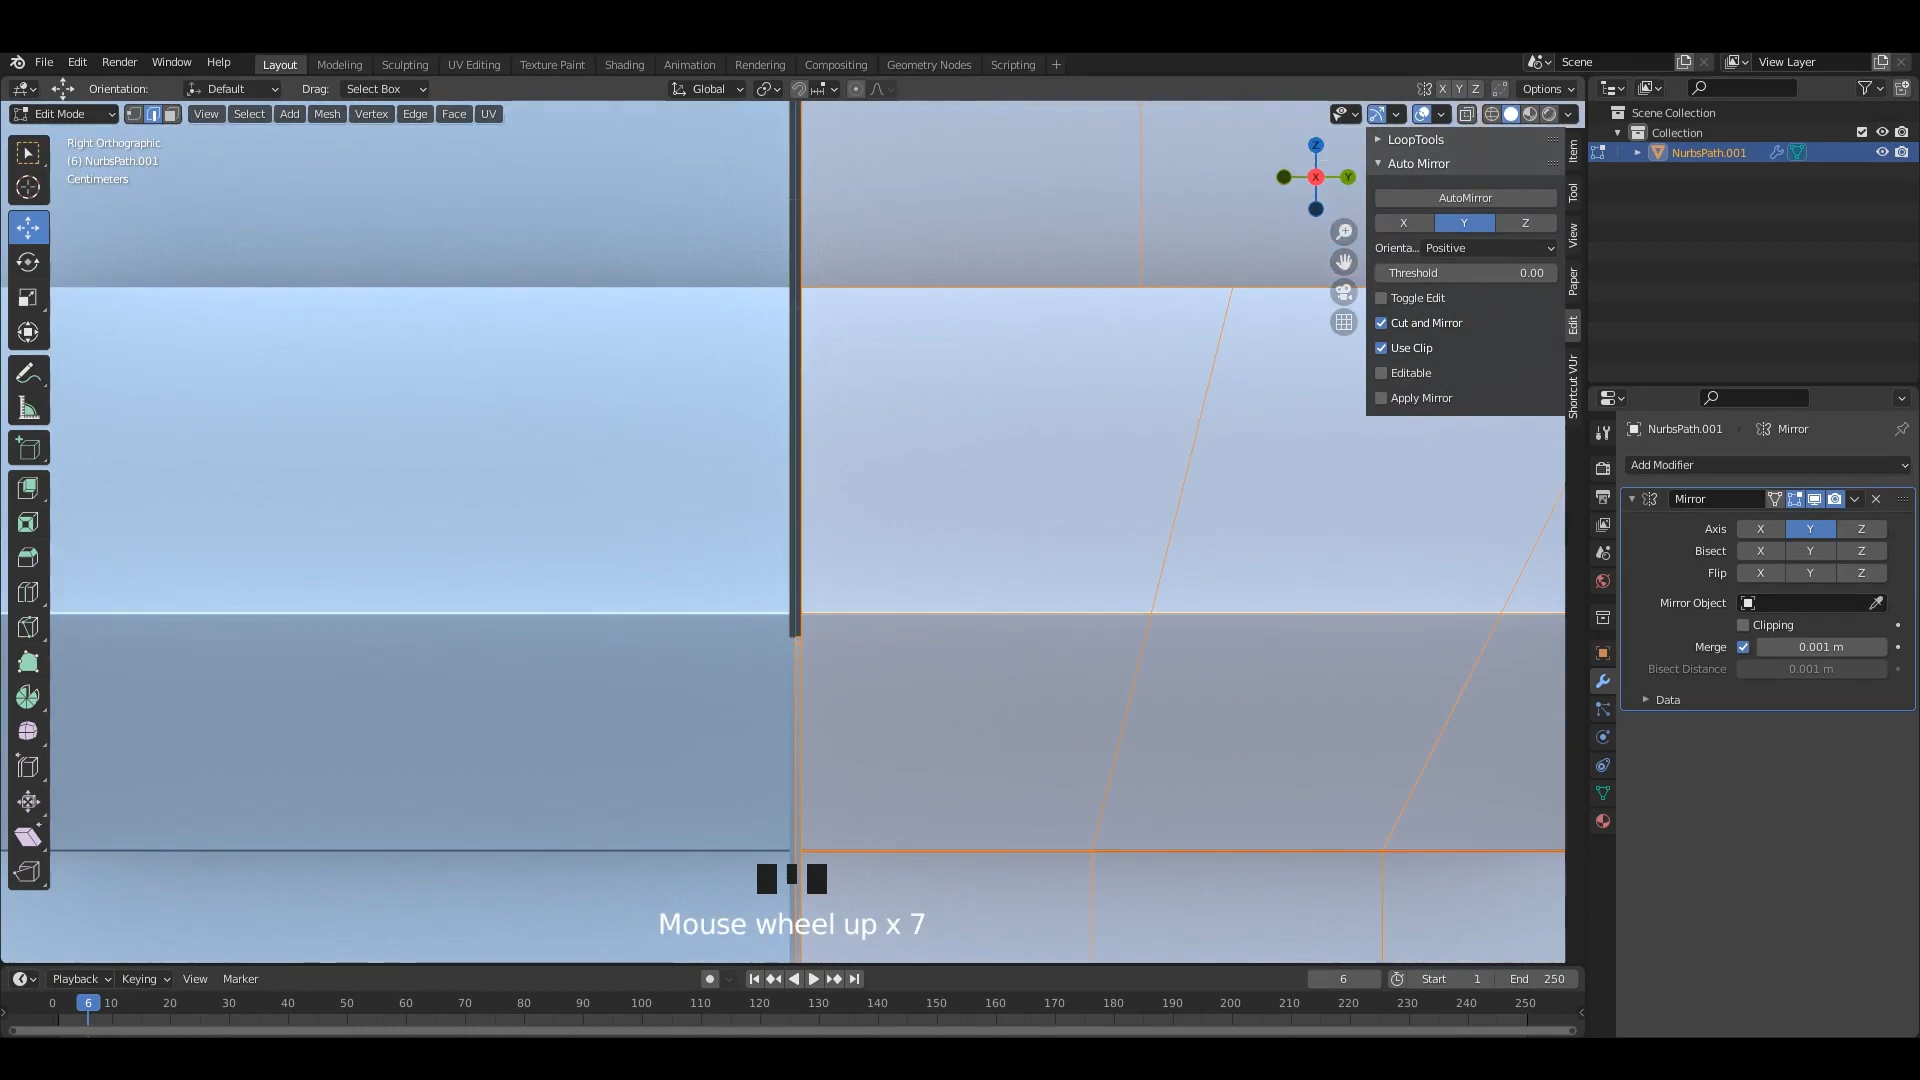 File Edit Render Window Help Layout Modeling Sculpting UV Editing Texture Paint Shading Animation Rendering Compositing Geometry Nodes Scripting + Scene View Layer
Orientation: Default Drag: Select Box Global X Y Z Options
Edit Mode View Select Add Mesh Vertex Edge Face UV
Right Orthographic
(6) NurbsPath.001
Centimeters
Z
X
Y
LoopTools
Auto Mirror
AutoMirror
X Y Z
Orienta... Positive
Threshold 0.00
Toggle Edit
Cut and Mirror
Use Clip
Editable
Apply Mirror
Item
Tool
View
Paper
Edit
Shortcut VUr
Scene Collection
Collection
NurbsPath.001
NurbsPath.001 Mirror
Add Modifier
Mirror
Axis X Y Z
Bisect X Y Z
Flip X Y Z
Mirror Object
Clipping
Merge 0.001 m
Bisect Distance 0.001 m
Data
Mouse wheel up x 7
Playback Keying View Marker 6 Start 1 End 250
0 6 10 20 30 40 50 60 70 80 90 100 110 120 130 140 150 160 170 180 190 200 210 220 230 240 250